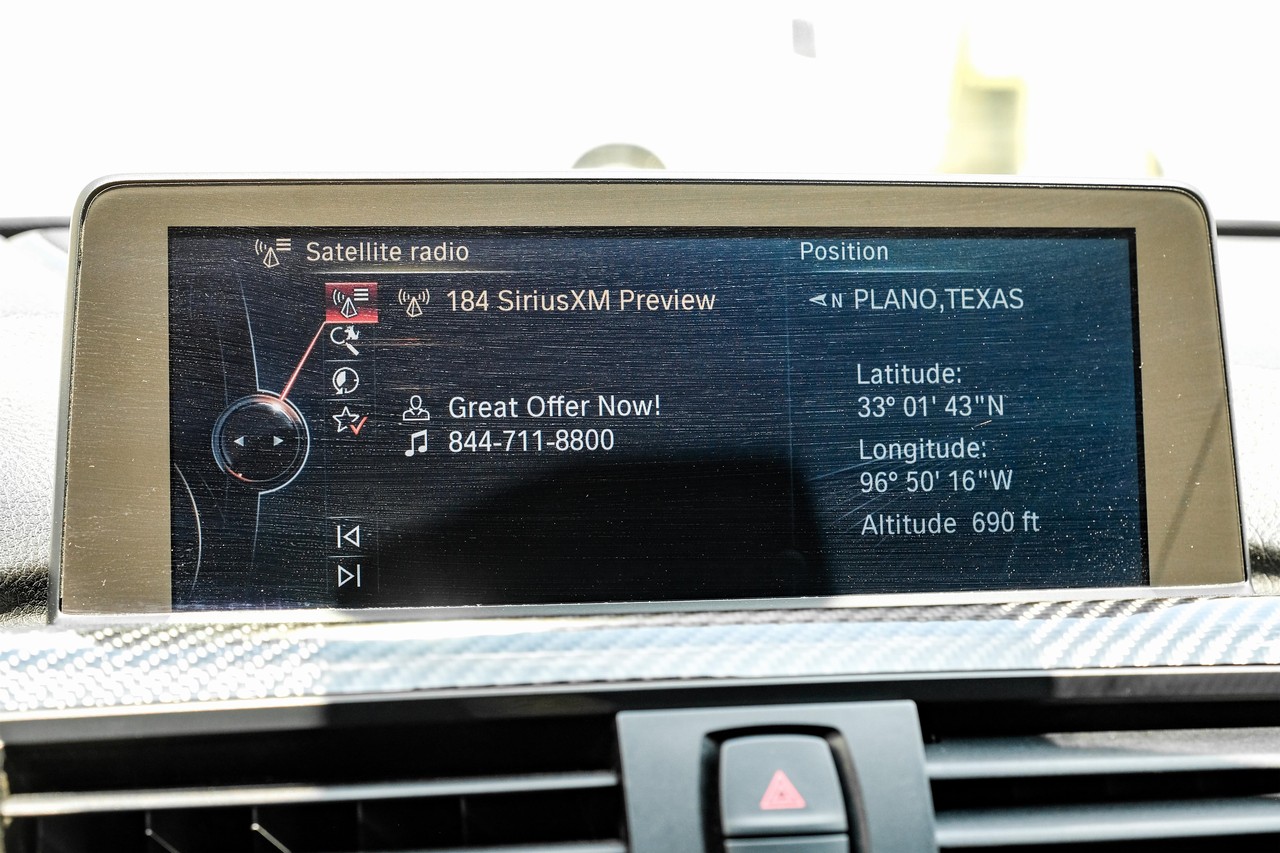 Satellite radio
184 SiriusXM Preview
Great Offer Now!
844-711-8800
Position
N PLANO,TEXAS
Latitude:
33° 01' 43"N
Longitude:
96° 50' 16"W
Altitude 690 ft